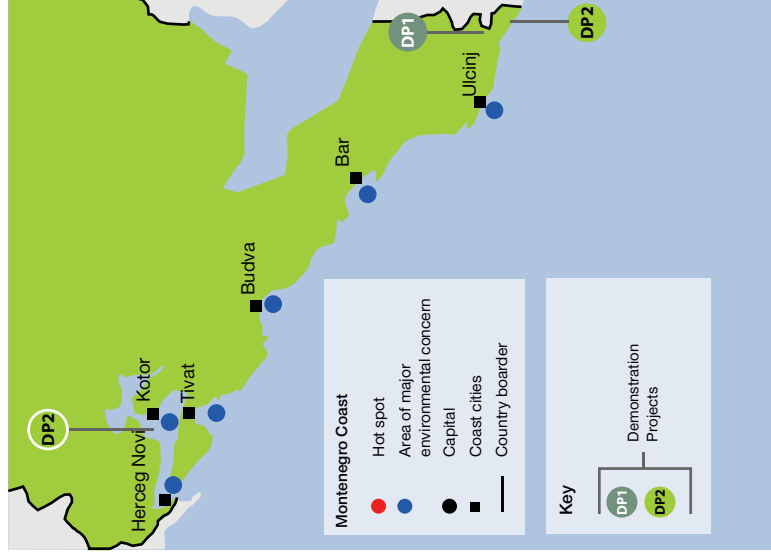 DP1
DP2
Ulcinj
Bar
Budva
Kotor
Tivat
DP2
Herceg Novi
Montenegro Coast
Hot spot
Area of major
environmental concern
Capital
Coast cities
Country boarder
Key
DP1
DP2
Demonstration
Projects